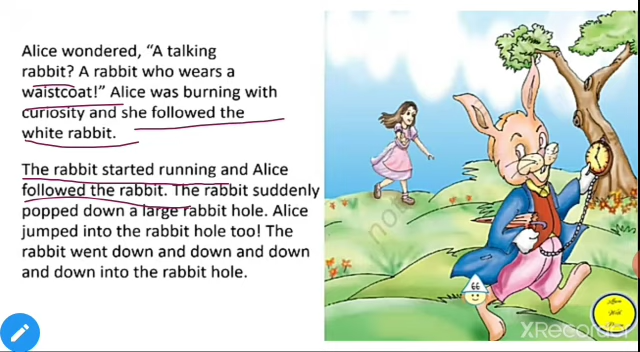 Alice wondered, “A talking
rabbit? A rabbit who wears a
waistcoat!” Alice was burning with
curiosity and she followed the
white rabbit.
The rabbit started running and Alice
followed the rabbit. The rabbit suddenly
popped down a large rabbit hole. Alice
jumped into the rabbit hole too! The
rabbit went down and down and down
and down into the rabbit hole.
XRecorder